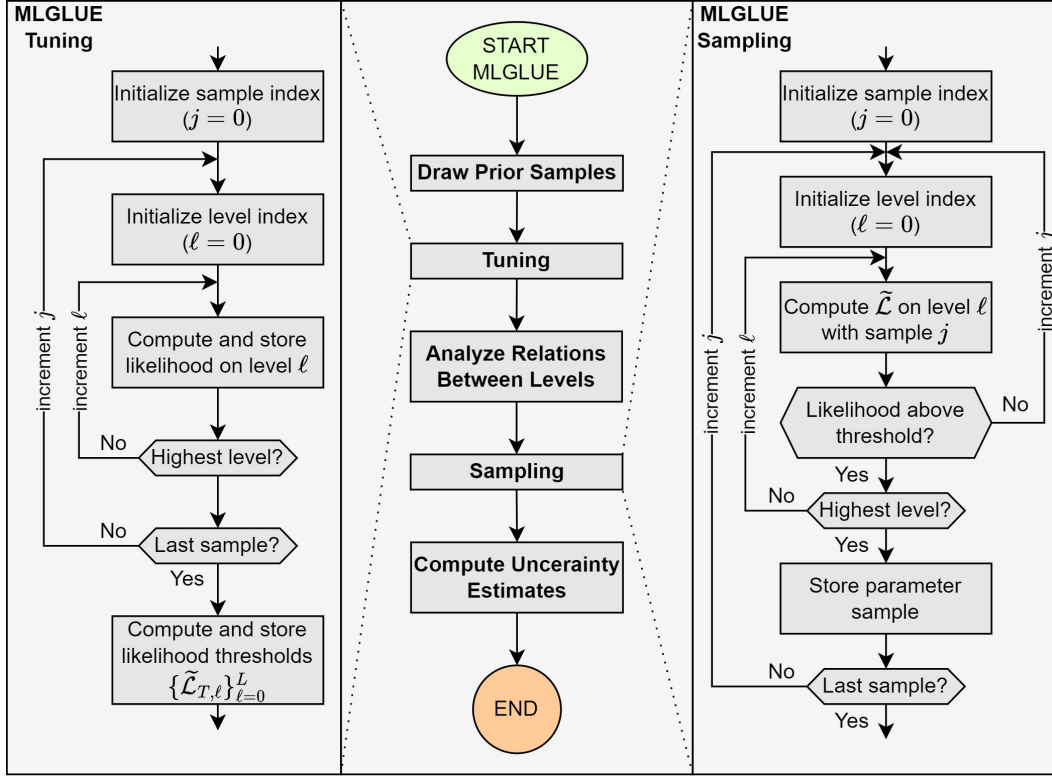 MLGLUE
Tuning
Initialize sample index
(j = 0)
Initialize level index
(ℓ = 0)
increment j
increment ℓ
Compute and store
likelihood on level ℓ
No
Highest level?
No
Last sample?
Yes
Compute and store
likelihood thresholds
{𝓛̃_{T,ℓ}}_{ℓ=0}^{L}
START
MLGLUE
Draw Prior Samples
Tuning
Analyze Relations
Between Levels
Sampling
Compute Uncerainty
Estimates
END
MLGLUE
Sampling
Initialize sample index
(j = 0)
Initialize level index
(ℓ = 0)
increment j
increment ℓ
increment j
Compute 𝓛̃ on level ℓ
with sample j
Likelihood above
threshold?
No
Yes
No
Highest level?
Yes
Store parameter
sample
No
Last sample?
Yes